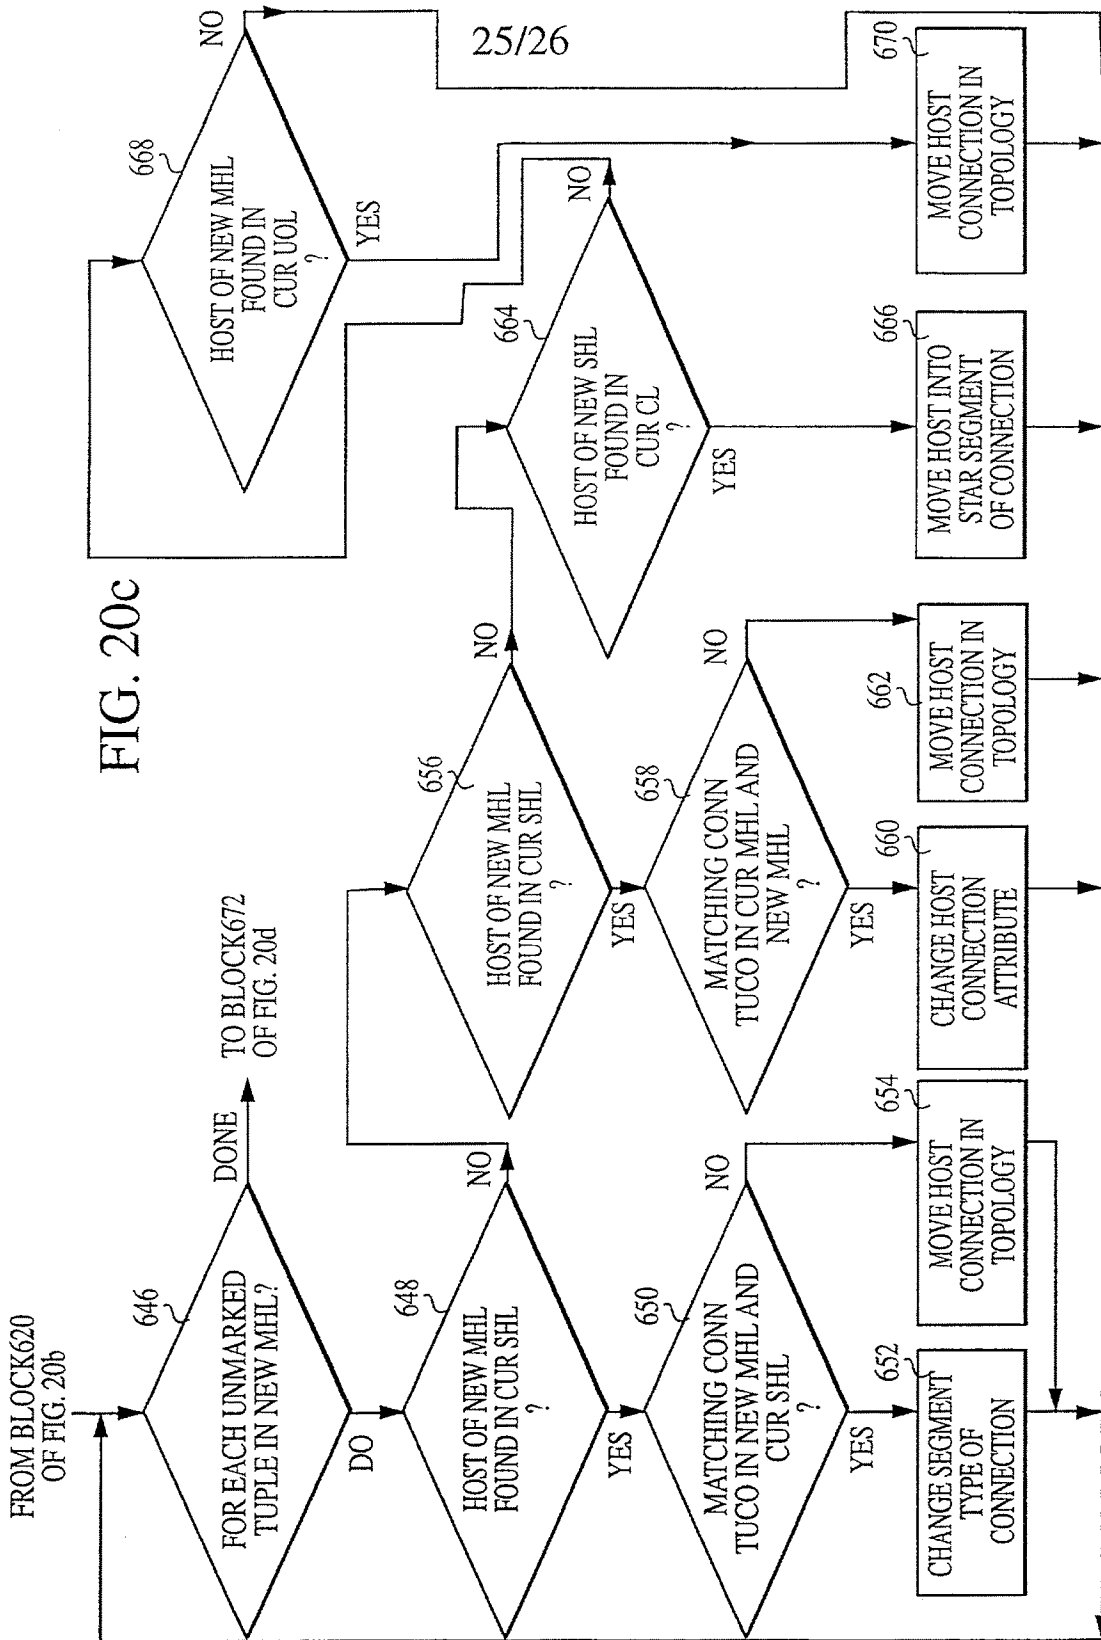 25/26
FIG. 20c
FROM BLOCK620
OF FIG. 20b
646
FOR EACH UNMARKED
TUPLE IN NEW MHL?
DONE
TO BLOCK672
OF FIG. 20d
DO
648
HOST OF NEW MHL
FOUND IN CUR SHL
?
NO
YES
650
MATCHING CONN
TUCO IN NEW MHL AND
CUR SHL
?
NO
YES
652
CHANGE SEGMENT
TYPE OF
CONNECTION
654
MOVE HOST
CONNECTION IN
TOPOLOGY
656
HOST OF NEW MHL
FOUND IN CUR SHL
?
NO
YES
658
MATCHING CONN
TUCO IN CUR MHL AND
NEW MHL
?
NO
YES
660
CHANGE HOST
CONNECTION
ATTRIBUTE
662
MOVE HOST
CONNECTION IN
TOPOLOGY
664
HOST OF NEW SHL
FOUND IN
CUR CL
?
NO
YES
666
MOVE HOST INTO
STAR SEGMENT
OF CONNECTION
668
HOST OF NEW MHL
FOUND IN
CUR UOL
?
NO
YES
670
MOVE HOST
CONNECTION IN
TOPOLOGY